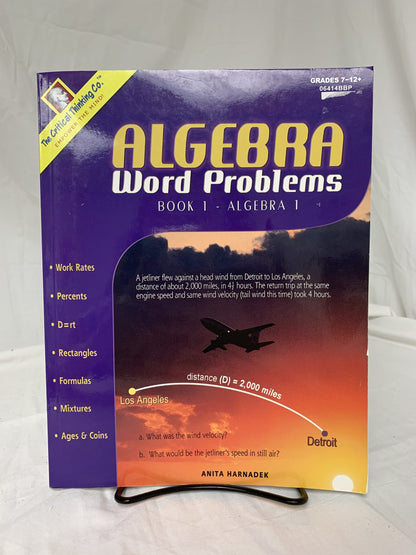 The Critical Thinking Co.™
EMPOWER THE MIND!
GRADES 7–12+
06414BBP
ALGEBRA
Word Problems
BOOK 1 - ALGEBRA 1
• Work Rates
• Percents
• D=rt
• Rectangles
• Formulas
• Mixtures
• Ages & Coins
A jetliner flew against a head wind from Detroit to Los Angeles, a
distance of about 2,000 miles, in 4 hours. The return trip at the same
engine speed and same wind velocity (tail wind this time) took 4 hours.
distance (D) = 2,000 miles
Los Angeles
Detroit
a. What was the wind velocity?
b. What would be the jetliner's speed in still air?
ANITA HARNADEK